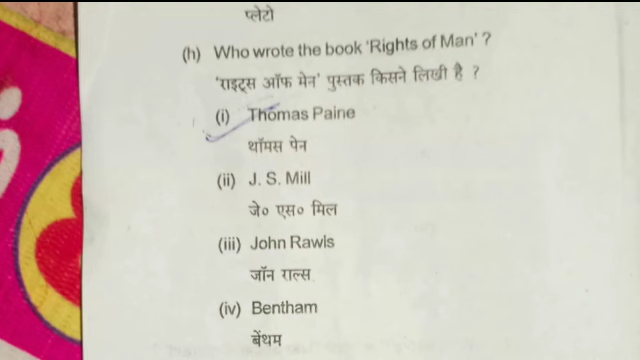 प्लेटो
(h) Who wrote the book 'Rights of Man' ?
'राइट्स ऑफ मेन' पुस्तक किसने लिखी है ?
(i) Thomas Paine
थॉमस पेन
(ii) J. S. Mill
जे० एस० मिल
(iii) John Rawls
जॉन राल्स
(iv) Bentham
बेंथम